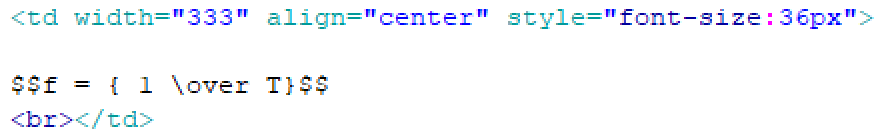 <td width="333" align="center" style="font-size:36px">
$$f = { 1 \over T}$$
<br></td>